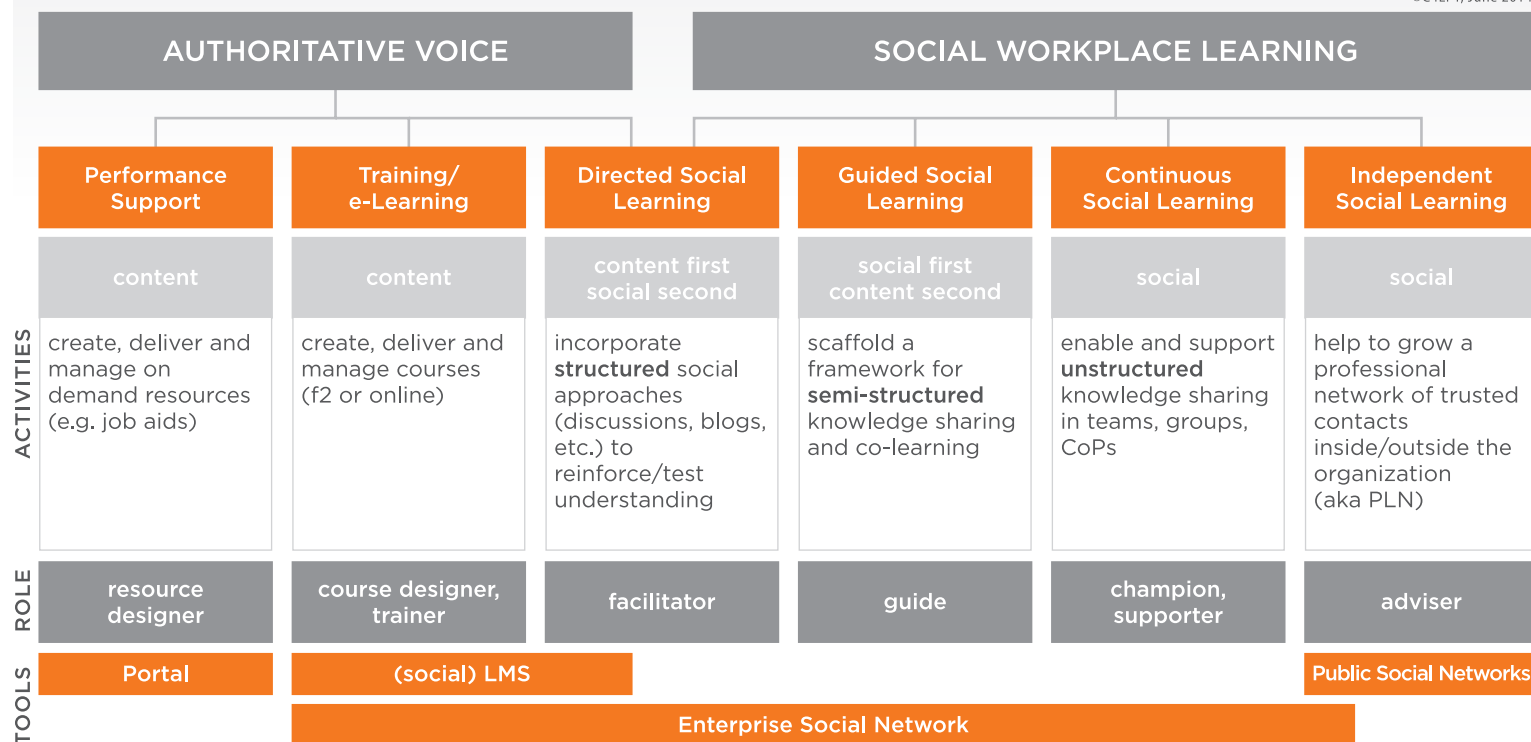 AUTHORITATIVE VOICE
SOCIAL WORKPLACE LEARNING
Performance
Support
Training/
e-Learning
Directed Social
Learning
Guided Social
Learning
Continuous
Social Learning
Independent
Social Learning
content
content
content first
social second
social first
content second
social
social
ACTIVITIES
create, deliver and
manage on
demand resources
(e.g. job aids)
create, deliver and
manage courses
(f2 or online)
incorporate
structured social
approaches
(discussions, blogs,
etc.) to
reinforce/test
understanding
scaffold a
framework for
semi-structured
knowledge sharing
and co-learning
enable and support
unstructured
knowledge sharing
in teams, groups,
CoPs
help to grow a
professional
network of trusted
contacts
inside/outside the
organization
(aka PLN)
ROLE
resource
designer
course designer,
trainer
facilitator
guide
champion,
supporter
adviser
TOOLS
Portal
(social) LMS
Public Social Networks
Enterprise Social Network